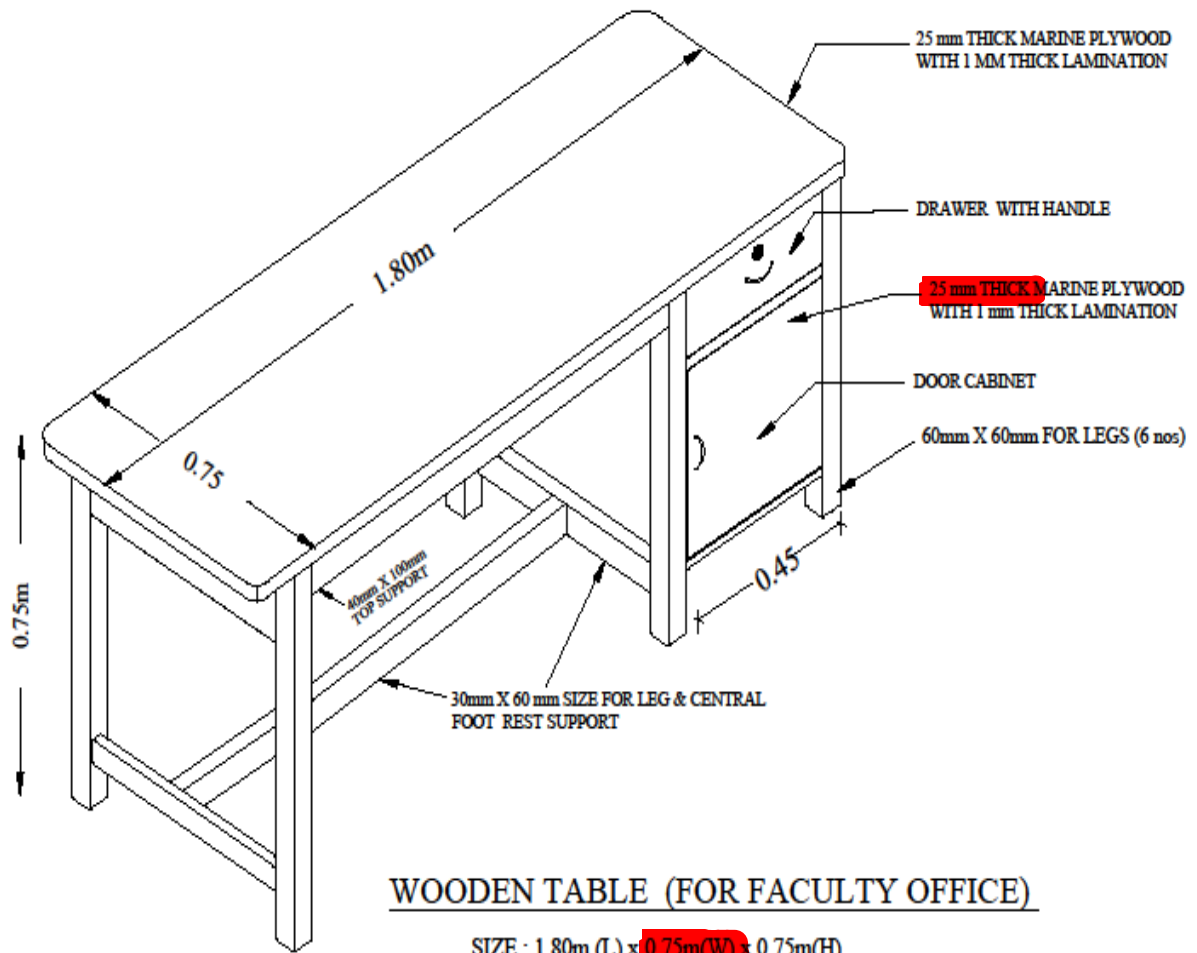 25 mm THICK MARINE PLYWOOD
WITH 1 MM THICK LAMINATION
DRAWER WITH HANDLE
25 mm THICK MARINE PLYWOOD
WITH 1 mm THICK LAMINATION
DOOR CABINET
60mm X 60mm FOR LEGS (6 nos)
1.80m
0.75
0.75m
40mm X 100mm
TOP SUPPORT
0.45
30mm X 60 mm SIZE FOR LEG & CENTRAL
FOOT REST SUPPORT
WOODEN TABLE (FOR FACULTY OFFICE)
SIZE : 1.80m (L) x 0.75m(W) x 0.75m(H)